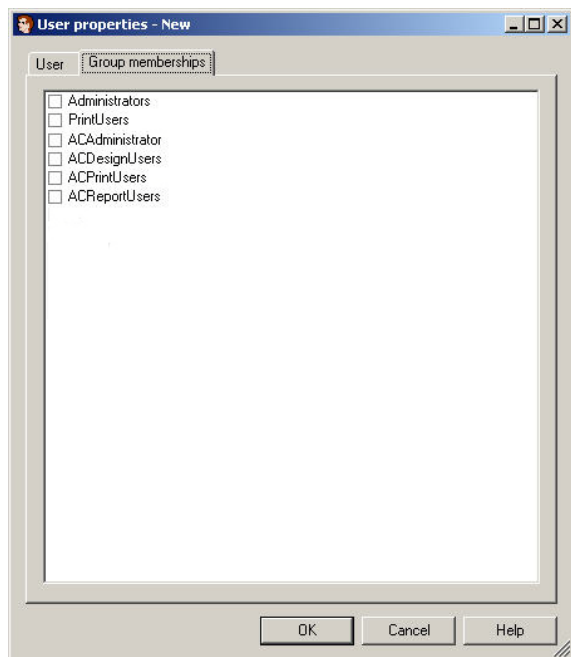 User properties - New
User Group memberships
Administrators
PrintUsers
ACAdministrator
ACDesignUsers
ACPrintUsers
ACReportUsers
OK Cancel Help